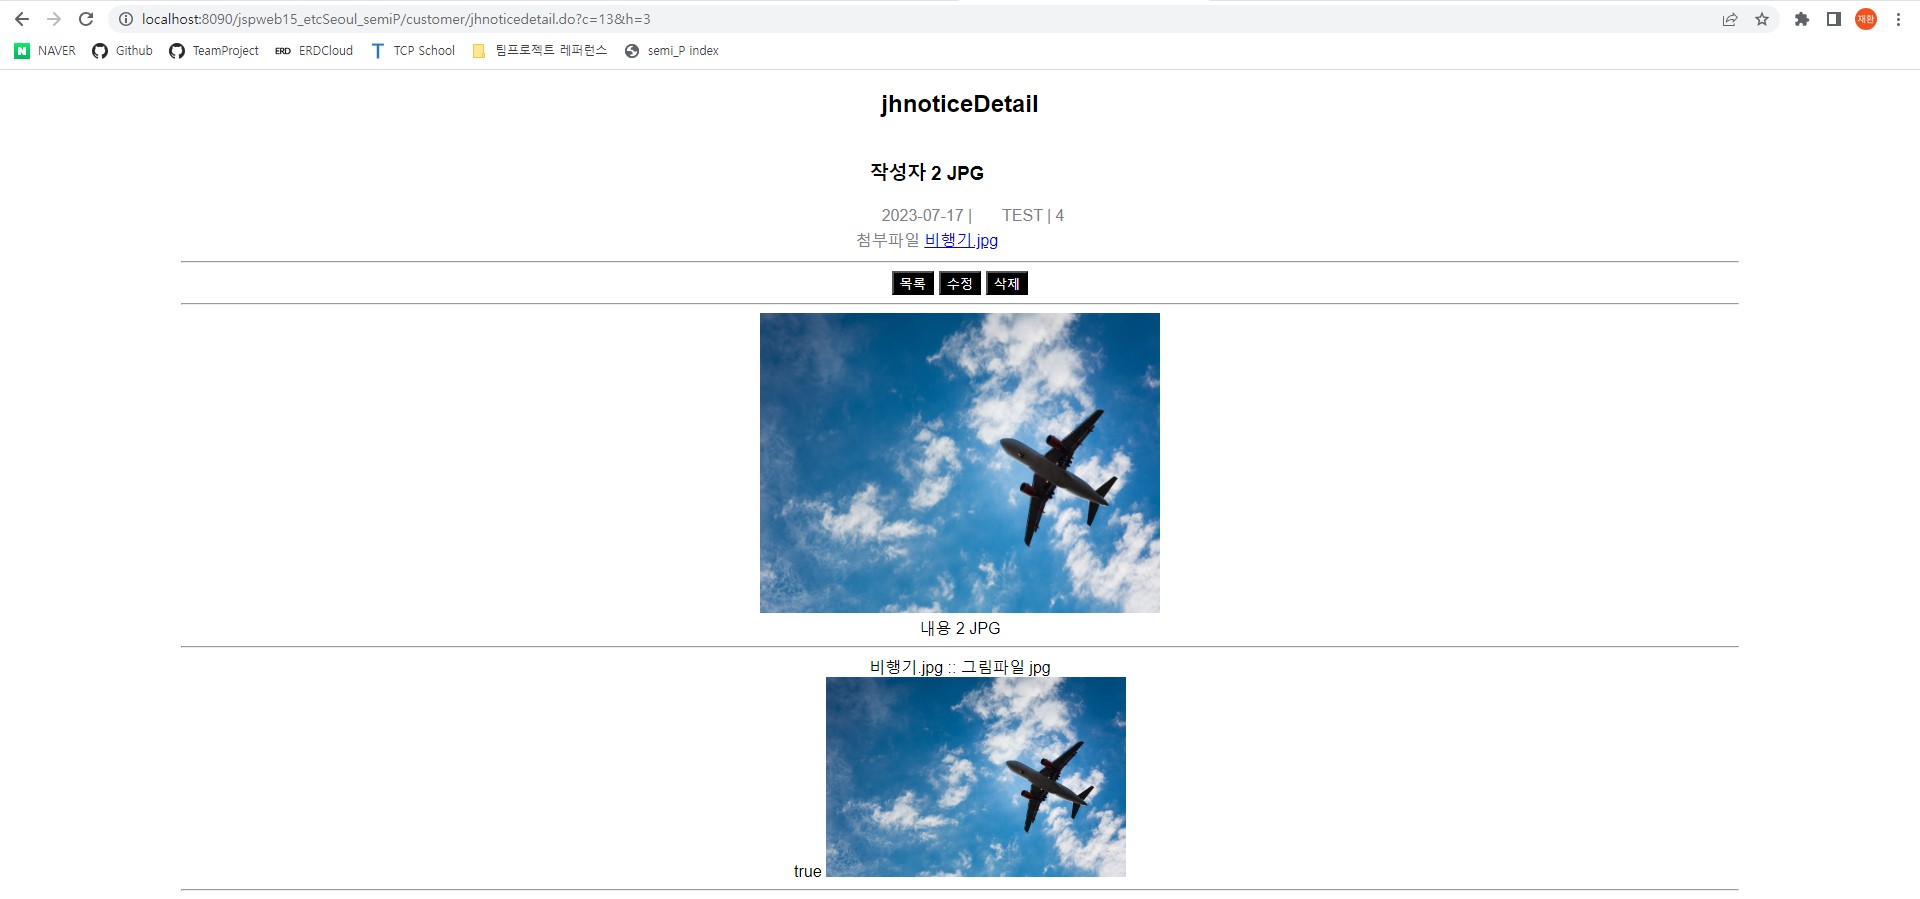 localhost:8090/jspweb15_etcSeoul_semiP/customer/jhnoticedetail.do?c=13&h=3
재환
NAVER Github TeamProject ERD ERDCloud TCP School 팀프로젝트 레퍼런스 semi_P index
jhnoticeDetail
작성자 2 JPG
2023-07-17 | TEST | 4
첨부파일 비행기.jpg
목록 수정 삭제
내용 2 JPG
비행기.jpg :: 그림파일 jpg
true